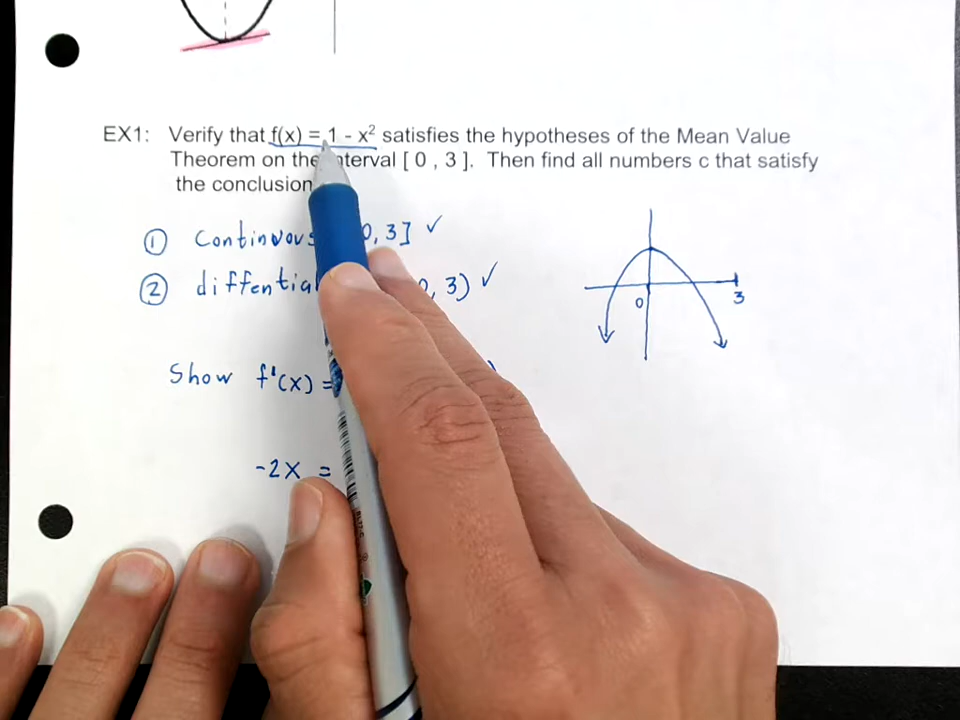 EX1: Verify that f(x) = 1 - x² satisfies the hypotheses of the Mean Value
Theorem on the interval [ 0 , 3 ]. Then find all numbers c that satisfy
the conclusion
① Continuous 0, 3] ✓
② diffential 0, 3) ✓
0
3
Show f'(x) = )
-2x =